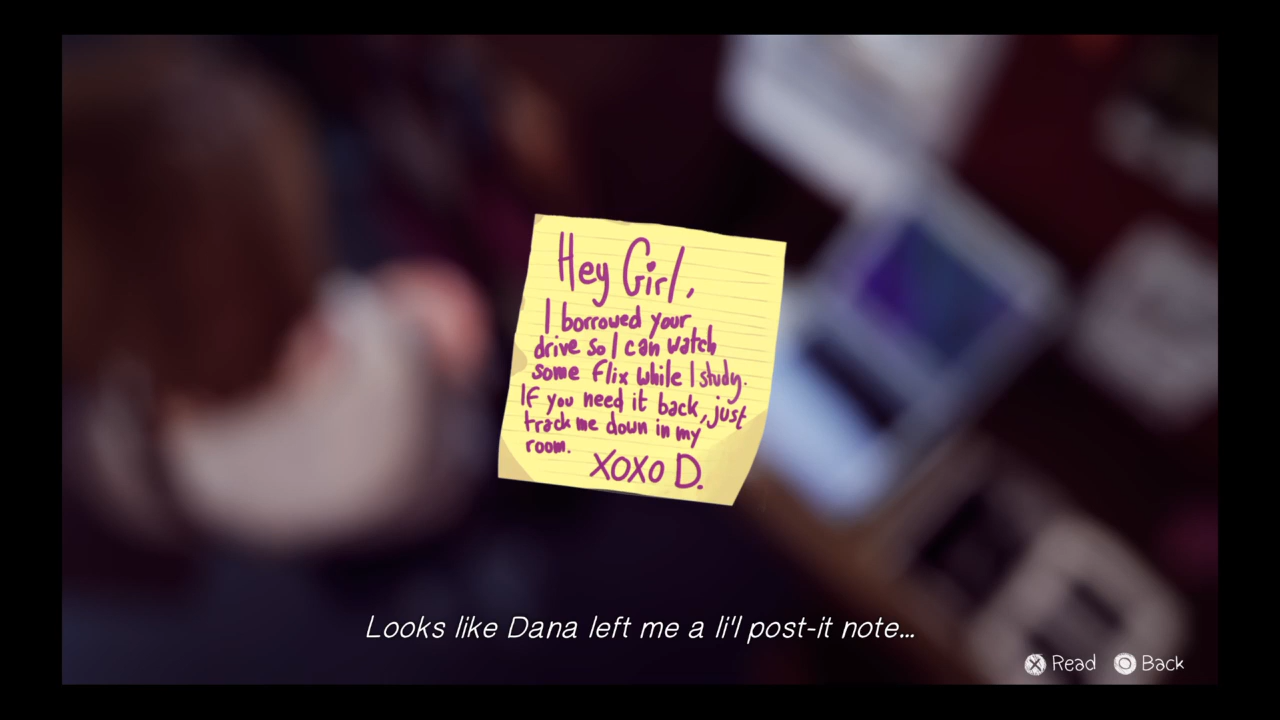 Hey Girl,
I borrowed your
drive so I can watch
some Flix while I study.
If you need it back, just
track me down in my
room.
XOXO D.
Looks like Dana left me a li'l post-it note...
Read Back